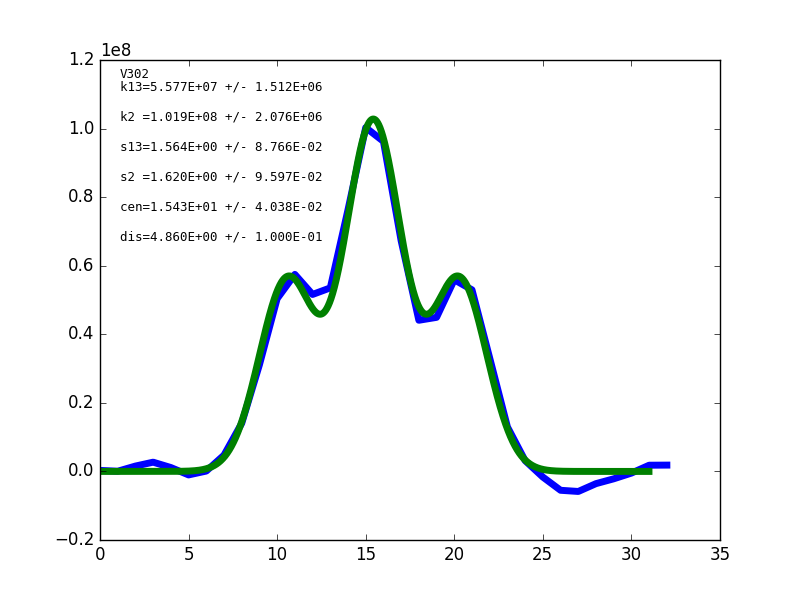 1e8
1.2
1.0
0.8
0.6
0.4
0.2
0.0
−0.2
V302
k13=5.577E+07 +/- 1.512E+06
k2 =1.019E+08 +/- 2.076E+06
s13=1.564E+00 +/- 8.766E-02
s2 =1.620E+00 +/- 9.597E-02
cen=1.543E+01 +/- 4.038E-02
dis=4.860E+00 +/- 1.000E-01
0 5 10 15 20 25 30 35